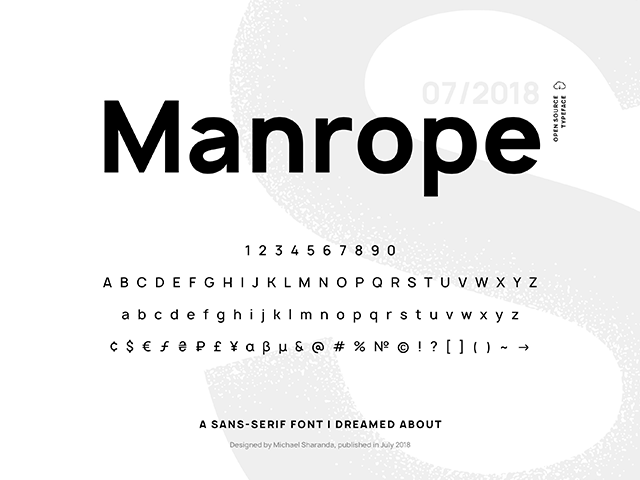 07/2018
OPEN SOURCE
TYPEFACE
Manrope
1 2 3 4 5 6 7 8 9 0
A B C D E F G H I J K L M N O P Q R S T U V W X Y Z
a b c d e f g h i j k l m n o p q r s t u v w x y z
¢ $ € ƒ ₴ ₽ £ ¥ α β μ & @ # % № © ! ? [ ] ( ) ~ →
A SANS-SERIF FONT I DREAMED ABOUT
Designed by Michael Sharanda, published in July 2018